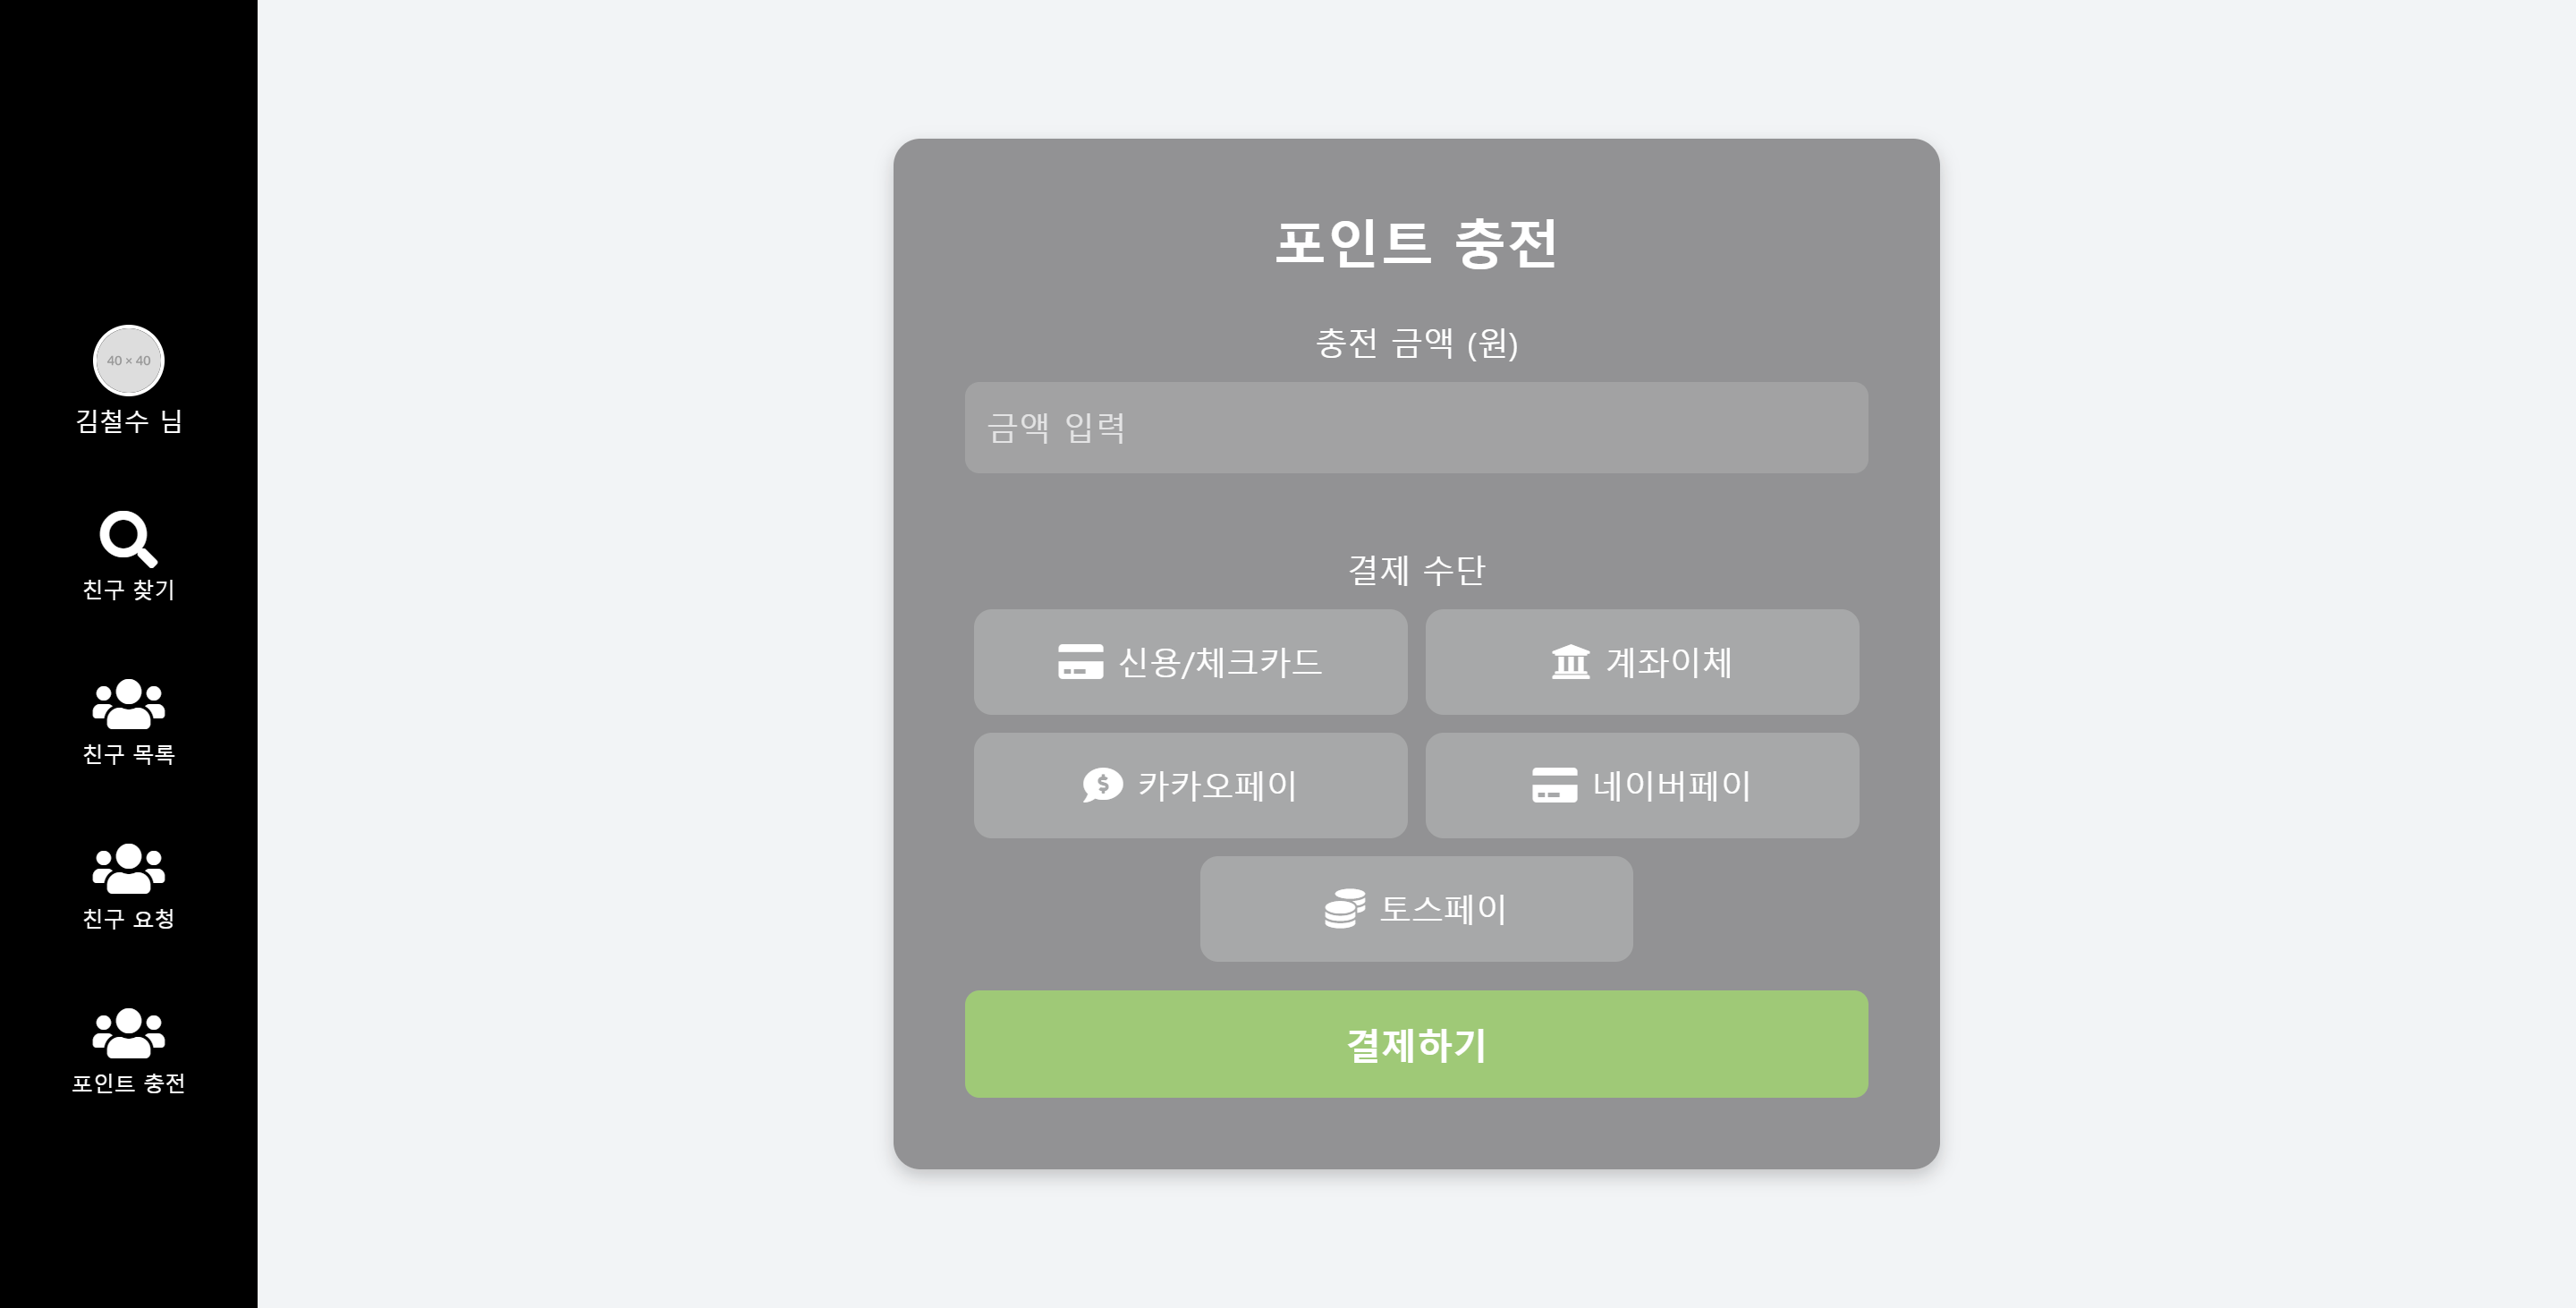 40 × 40
김철수 님
친구 찾기
친구 목록
친구 요청
포인트 충전
포인트 충전
충전 금액 (원)
금액 입력
결제 수단
신용/체크카드
계좌이체
카카오페이
네이버페이
토스페이
결제하기